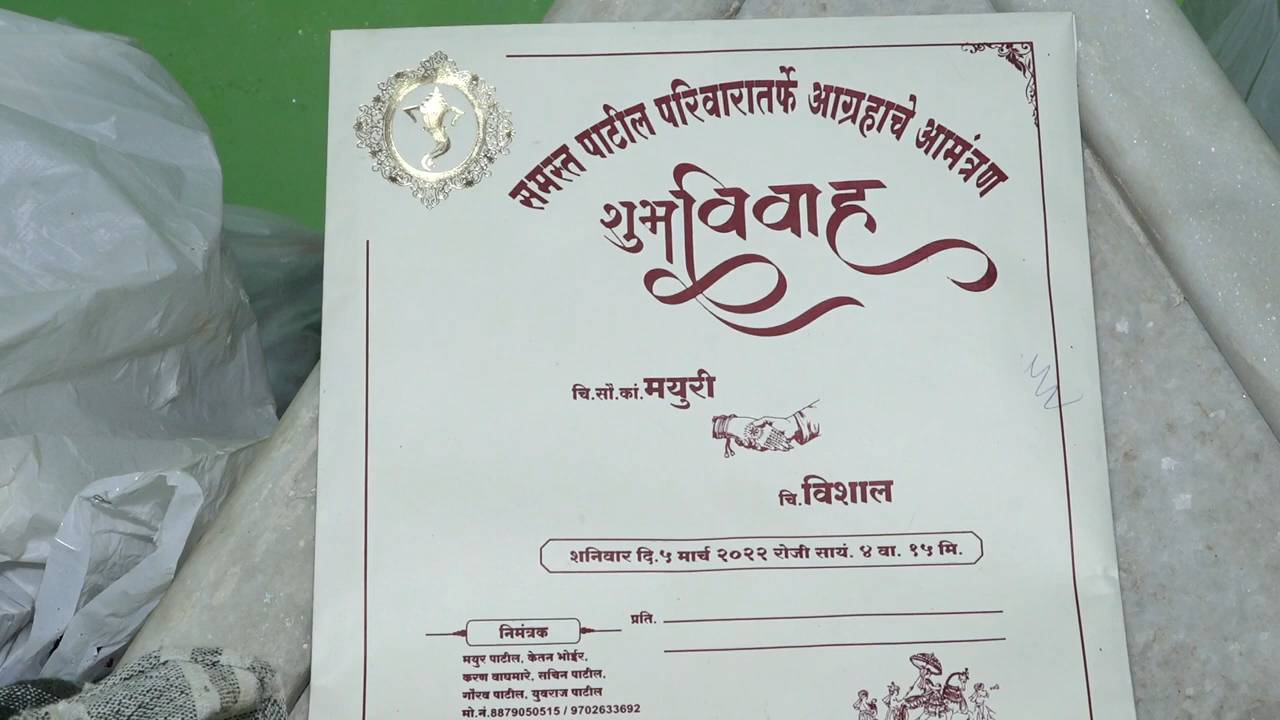 समस्त पाटील परिवारातर्फे आग्रहाचे आमंत्रण
शुभविवाह
चि.सौ.कां.मयुरी
चि.विशाल
शनिवार दि.५ मार्च २०२२ रोजी सायं. ४ वा. १५ मि.
प्रति.
निमंत्रक
मयुर पाटील, केतन भोईर,
करण वाघमारे, सचिन पाटील,
गौरव पाटील, युवराज पाटील
मो.नं.8879050515 / 9702633692